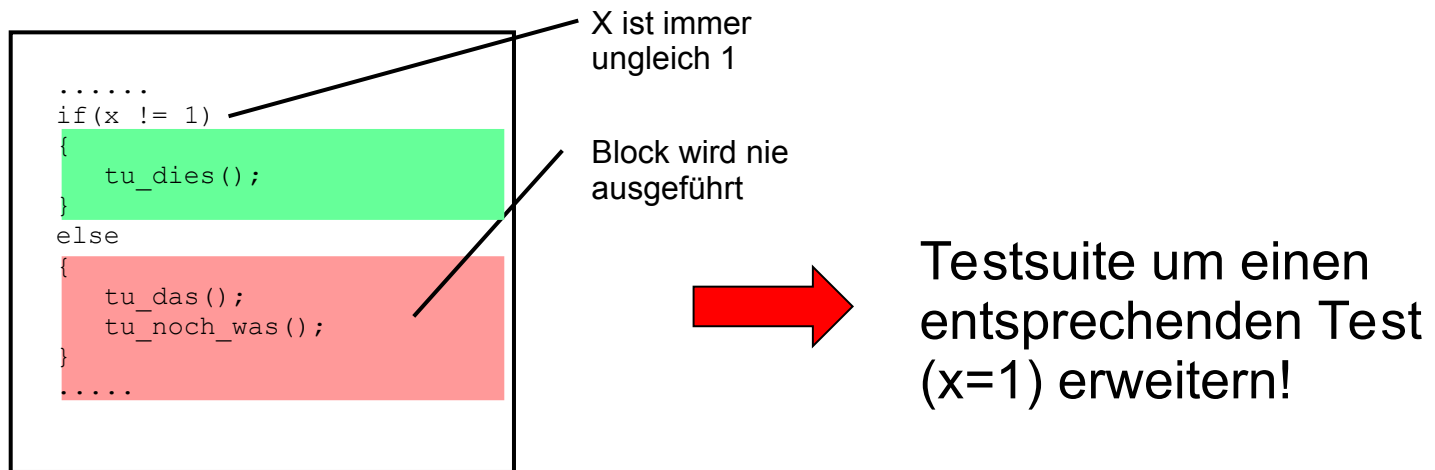 ......
if(x != 1)
{
   tu_dies();
}
else
{
   tu_das();
   tu_noch_was();
}
.....
X ist immer
ungleich 1
Block wird nie
ausgeführt
Testsuite um einen
entsprechenden Test
(x=1) erweitern!